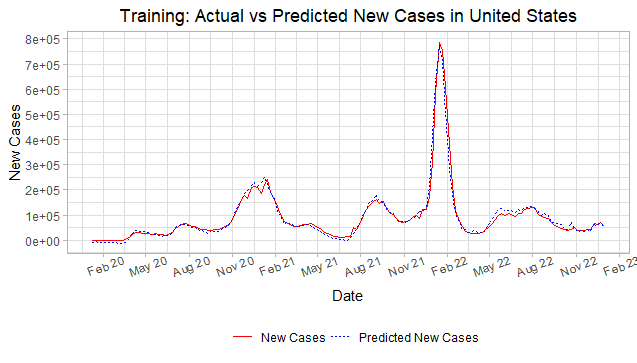 Training: Actual vs Predicted New Cases in United States
New Cases
8e+05
7e+05
6e+05
5e+05
4e+05
3e+05
2e+05
1e+05
0e+00
Feb 20 May 20 Aug 20 Nov 20 Feb 21 May 21 Aug 21 Nov 21 Feb 22 May 22 Aug 22 Nov 22 Feb 23
Date
New Cases Predicted New Cases